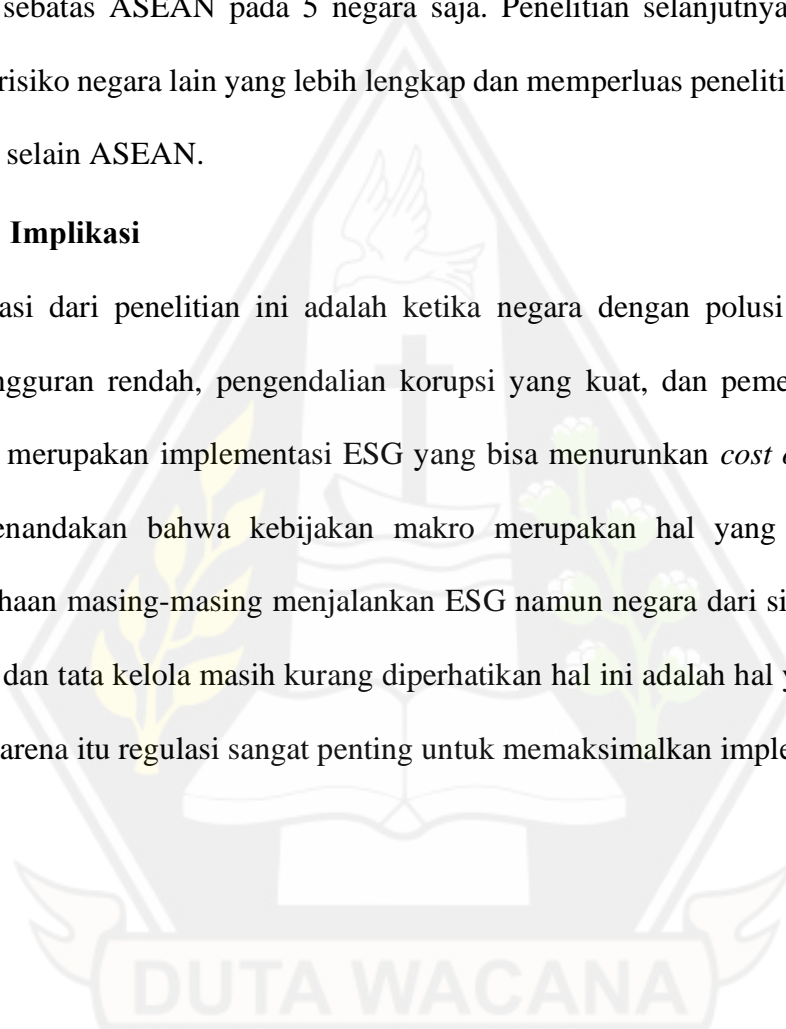 sebatas ASEAN pada 5 negara saja. Penelitian selanjutnya
risiko negara lain yang lebih lengkap dan memperluas peneliti
selain ASEAN.
Implikasi
asi dari penelitian ini adalah ketika negara dengan polusi
ngguran rendah, pengendalian korupsi yang kuat, dan peme
merupakan implementasi ESG yang bisa menurunkan cost
enandakan bahwa kebijakan makro merupakan hal yang
haan masing-masing menjalankan ESG namun negara dari si
dan tata kelola masih kurang diperhatikan hal ini adalah hal y
arena itu regulasi sangat penting untuk memaksimalkan imple
DUTA WACANA